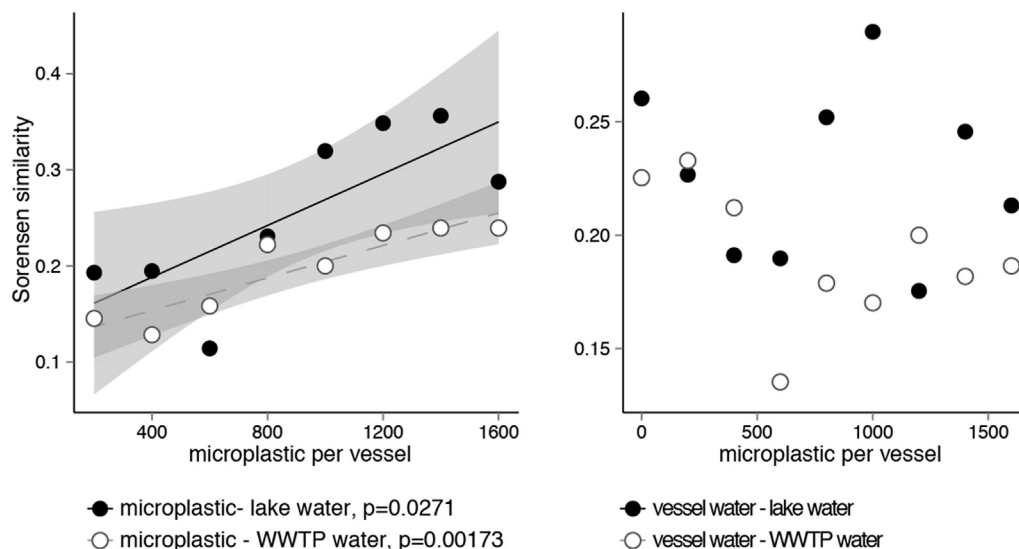 Sorensen similarity
0.4
0.3
0.2
0.1
400
800
1200
1600
microplastic per vessel
microplastic- lake water, p=0.0271
microplastic - WWTP water, p=0.00173
0.25
0.20
0.15
0
500
1000
1500
microplastic per vessel
vessel water - lake water
vessel water - WWTP water